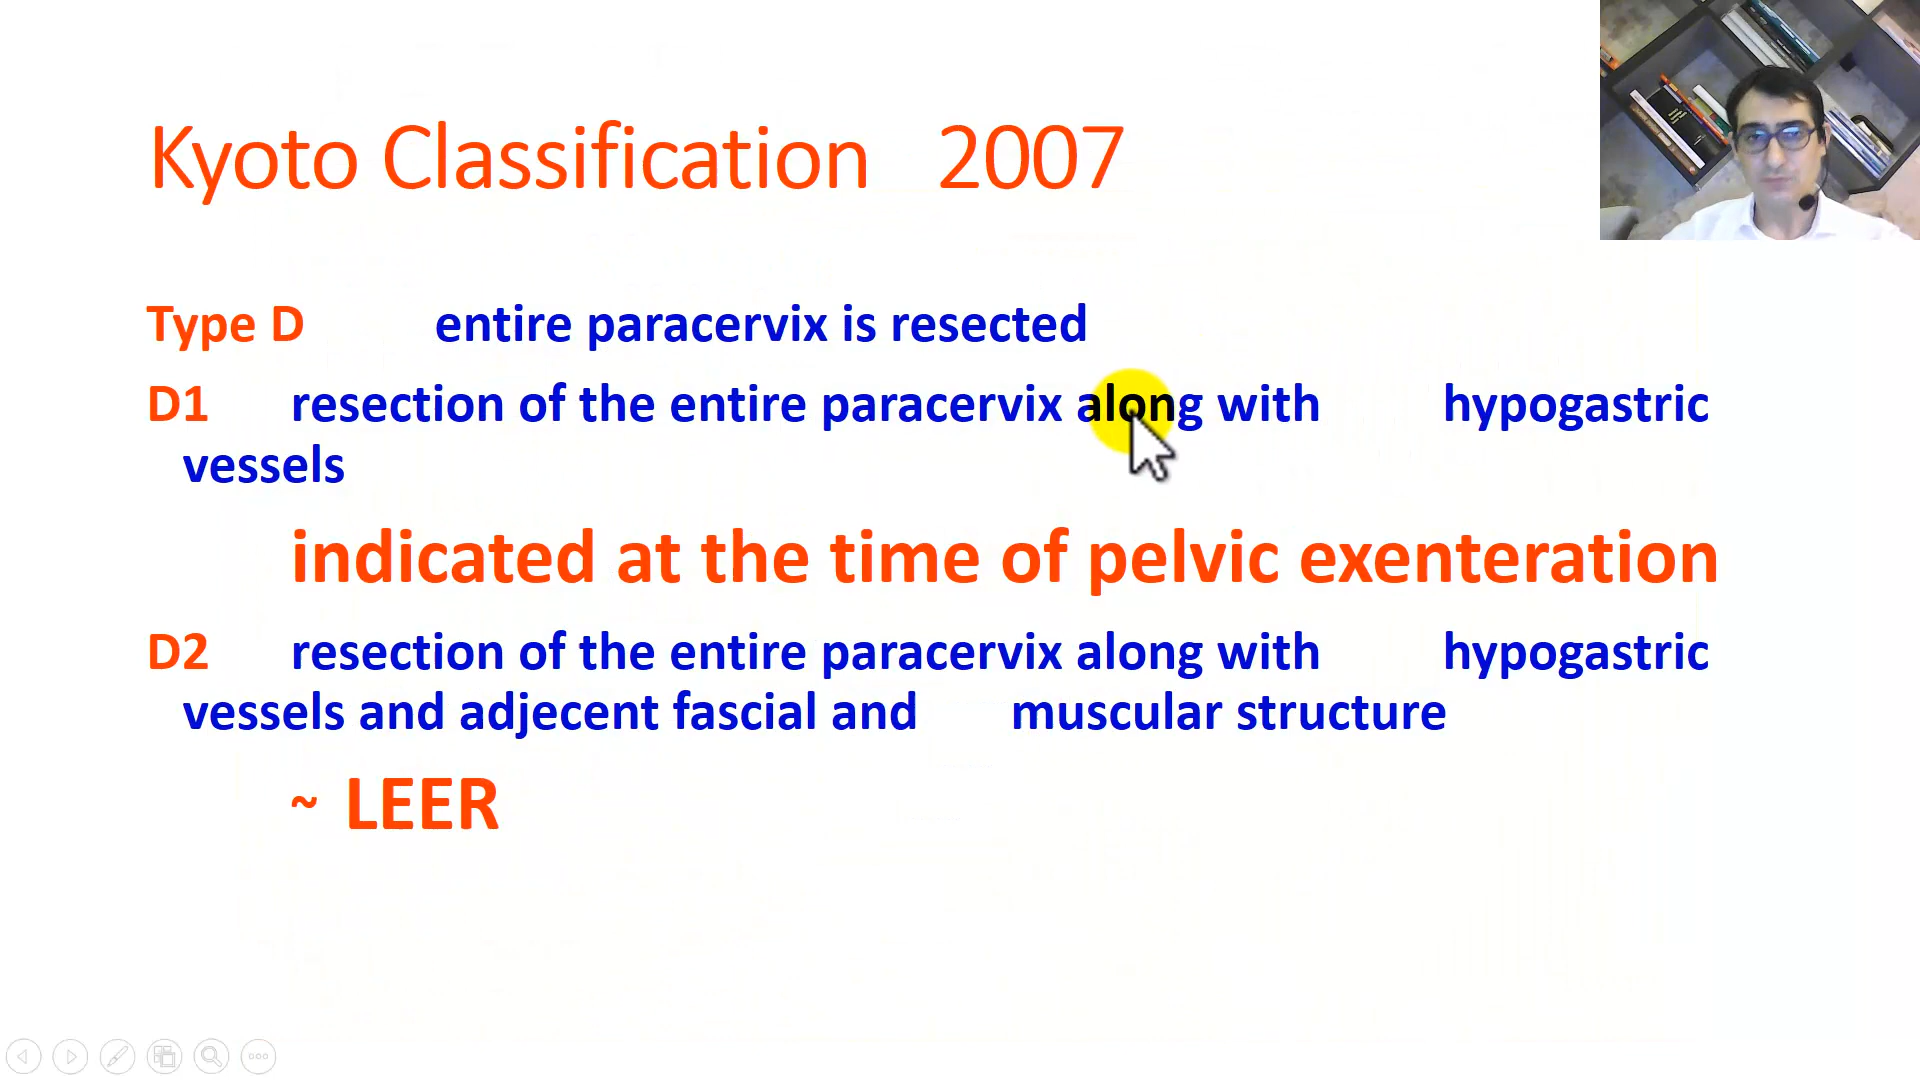 Kyoto Classification 2007
Type D entire paracervix is resected
D1 resection of the entire paracervix along with hypogastric
vessels
indicated at the time of pelvic exenteration
D2 resection of the entire paracervix along with hypogastric
vessels and adjecent fascial and muscular structure
~ LEER